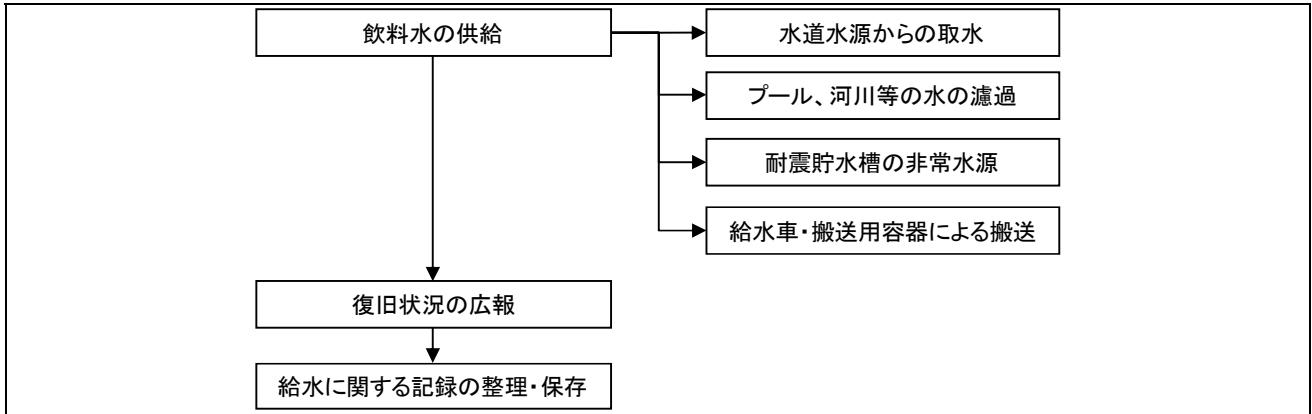 飲料水の供給
水道水源からの取水
プール、河川等の水の濾過
耐震貯水槽の非常水源
給水車・搬送用容器による搬送
復旧状況の広報
給水に関する記録の整理・保存